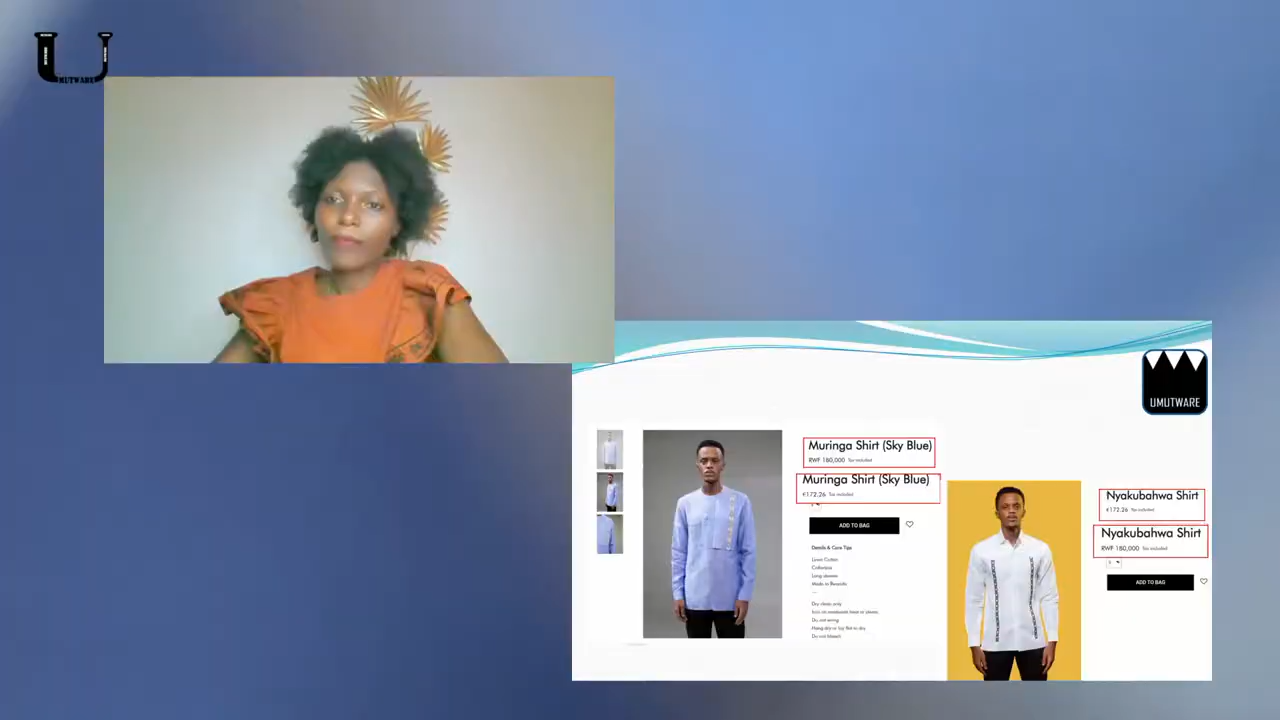 UMUTWARE
UMUTWARE
Muringa Shirt (Sky Blue)
RWF 180,000 Tax included
Muringa Shirt (Sky Blue)
€172.26 Tax included
ADD TO BAG
Details & Care Tips
Linen Cotton
Collarless
Long sleeves
Made in Rwanda
Dry clean only
Iron on moderate heat or steam.
Do not wring
Hang dry or lay flat to dry
Do not bleach
Nyakubahwa Shirt
€172.26 Tax included
Nyakubahwa Shirt
RWF 180,000 Tax included
ADD TO BAG